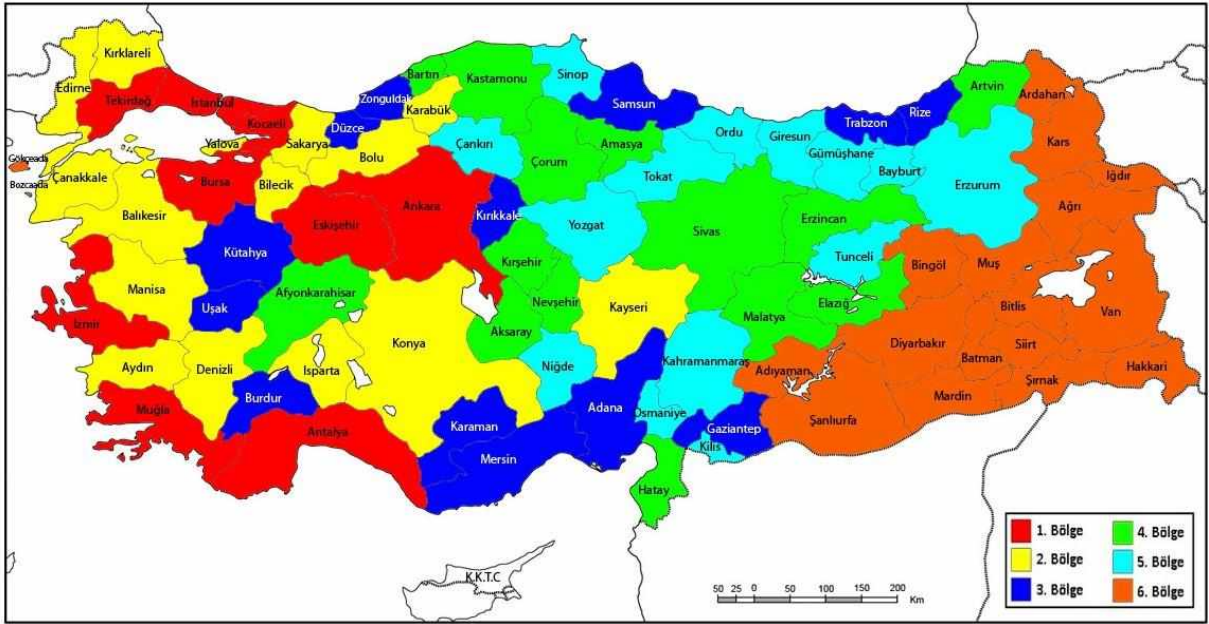 Kırklareli
Edirne
Tekirdağ
İstanbul
Kocaeli
Yalova
Sakarya
Düzce
Zonguldak
Bartın
Karabük
Kastamonu
Sinop
Samsun
Bolu
Çankırı
Çorum
Amasya
Ordu
Giresun
Trabzon
Rize
Artvin
Ardahan
Kars
Gökçeada
Bozcaada
Çanakkale
Bursa
Bilecik
Tokat
Gümüşhane
Bayburt
Erzurum
Iğdır
Ağrı
Balıkesir
Eskişehir
Ankara
Kırıkkale
Yozgat
Sivas
Erzincan
Tunceli
Kütahya
Kırşehir
Bingöl
Muş
Manisa
Uşak
Afyonkarahisar
Nevşehir
Kayseri
Malatya
Elazığ
Bitlis
Van
İzmir
Konya
Aksaray
Niğde
Kahramanmaraş
Adıyaman
Diyarbakır
Batman
Siirt
Şırnak
Hakkari
Aydın
Denizli
Isparta
Burdur
Karaman
Adana
Osmaniye
Gaziantep
Kilis
Şanlıurfa
Mardin
Muğla
Antalya
Mersin
Hatay
K.K.T.C
1. Bölge
2. Bölge
3. Bölge
4. Bölge
5. Bölge
6. Bölge
50 25 0 50 100 150 200
Km